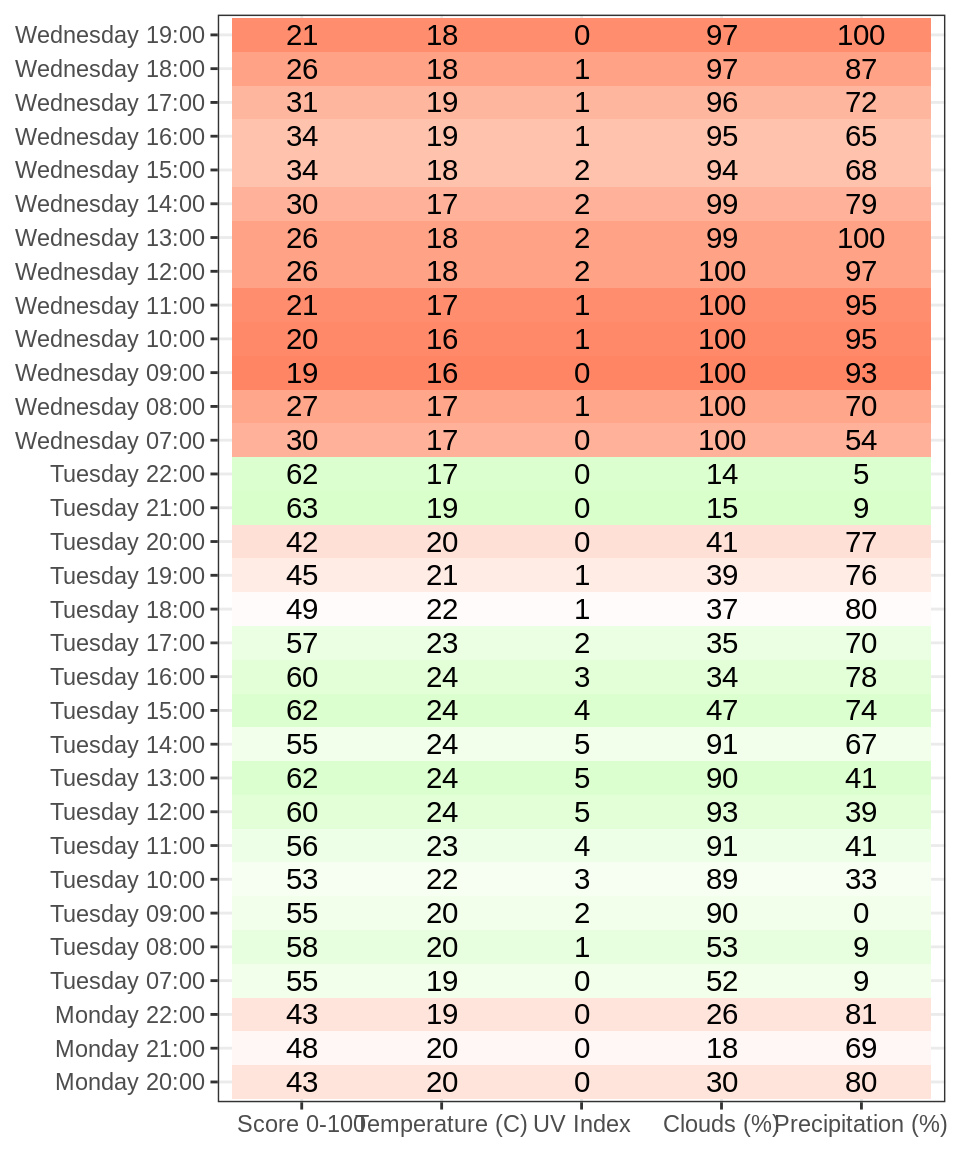 Wednesday 19:00 21 18 0 97 100
Wednesday 18:00 26 18 1 97 87
Wednesday 17:00 31 19 1 96 72
Wednesday 16:00 34 19 1 95 65
Wednesday 15:00 34 18 2 94 68
Wednesday 14:00 30 17 2 99 79
Wednesday 13:00 26 18 2 99 100
Wednesday 12:00 26 18 2 100 97
Wednesday 11:00 21 17 1 100 95
Wednesday 10:00 20 16 1 100 95
Wednesday 09:00 19 16 0 100 93
Wednesday 08:00 27 17 1 100 70
Wednesday 07:00 30 17 0 100 54
Tuesday 22:00 62 17 0 14 5
Tuesday 21:00 63 19 0 15 9
Tuesday 20:00 42 20 0 41 77
Tuesday 19:00 45 21 1 39 76
Tuesday 18:00 49 22 1 37 80
Tuesday 17:00 57 23 2 35 70
Tuesday 16:00 60 24 3 34 78
Tuesday 15:00 62 24 4 47 74
Tuesday 14:00 55 24 5 91 67
Tuesday 13:00 62 24 5 90 41
Tuesday 12:00 60 24 5 93 39
Tuesday 11:00 56 23 4 91 41
Tuesday 10:00 53 22 3 89 33
Tuesday 09:00 55 20 2 90 0
Tuesday 08:00 58 20 1 53 9
Tuesday 07:00 55 19 0 52 9
Monday 22:00 43 19 0 26 81
Monday 21:00 48 20 0 18 69
Monday 20:00 43 20 0 30 80
Score 0-100 Temperature (C) UV Index Clouds (%) Precipitation (%)